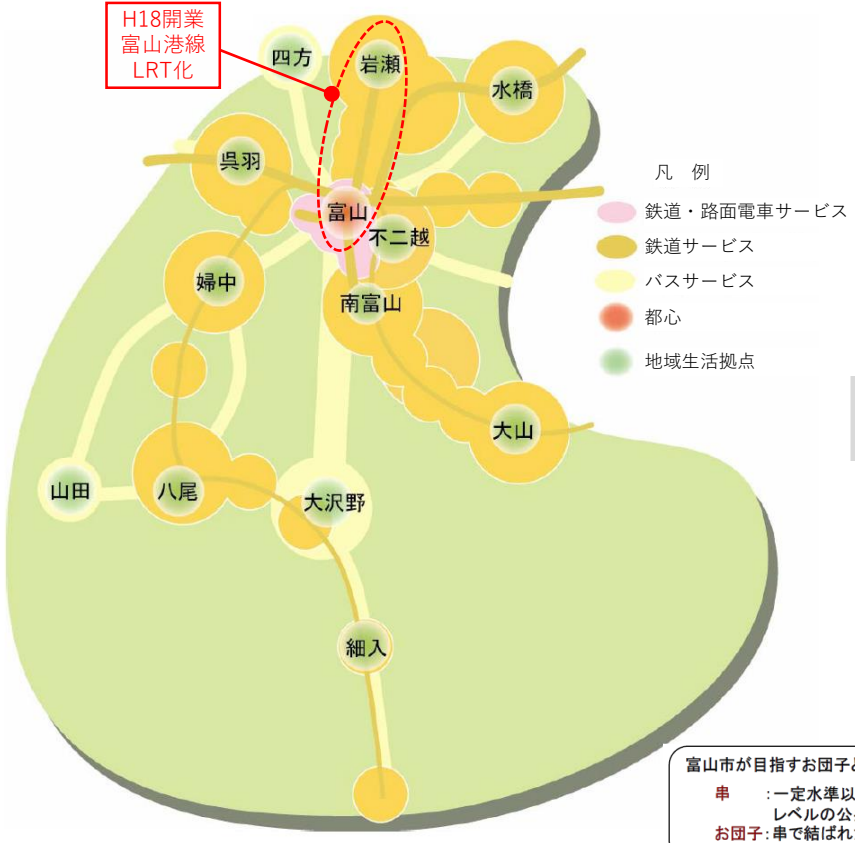 H18開業
富山港線
LRT化
四方
岩瀬
水橋
呉羽
富山
不二越
婦中
南富山
大山
山田
八尾
大沢野
細入
凡 例
鉄道・路面電車サービス
鉄道サービス
バスサービス
都心
地域生活拠点
富山市が目指すお団子
串 :一定水準以
レベルの公
お団子:串で結ばれ